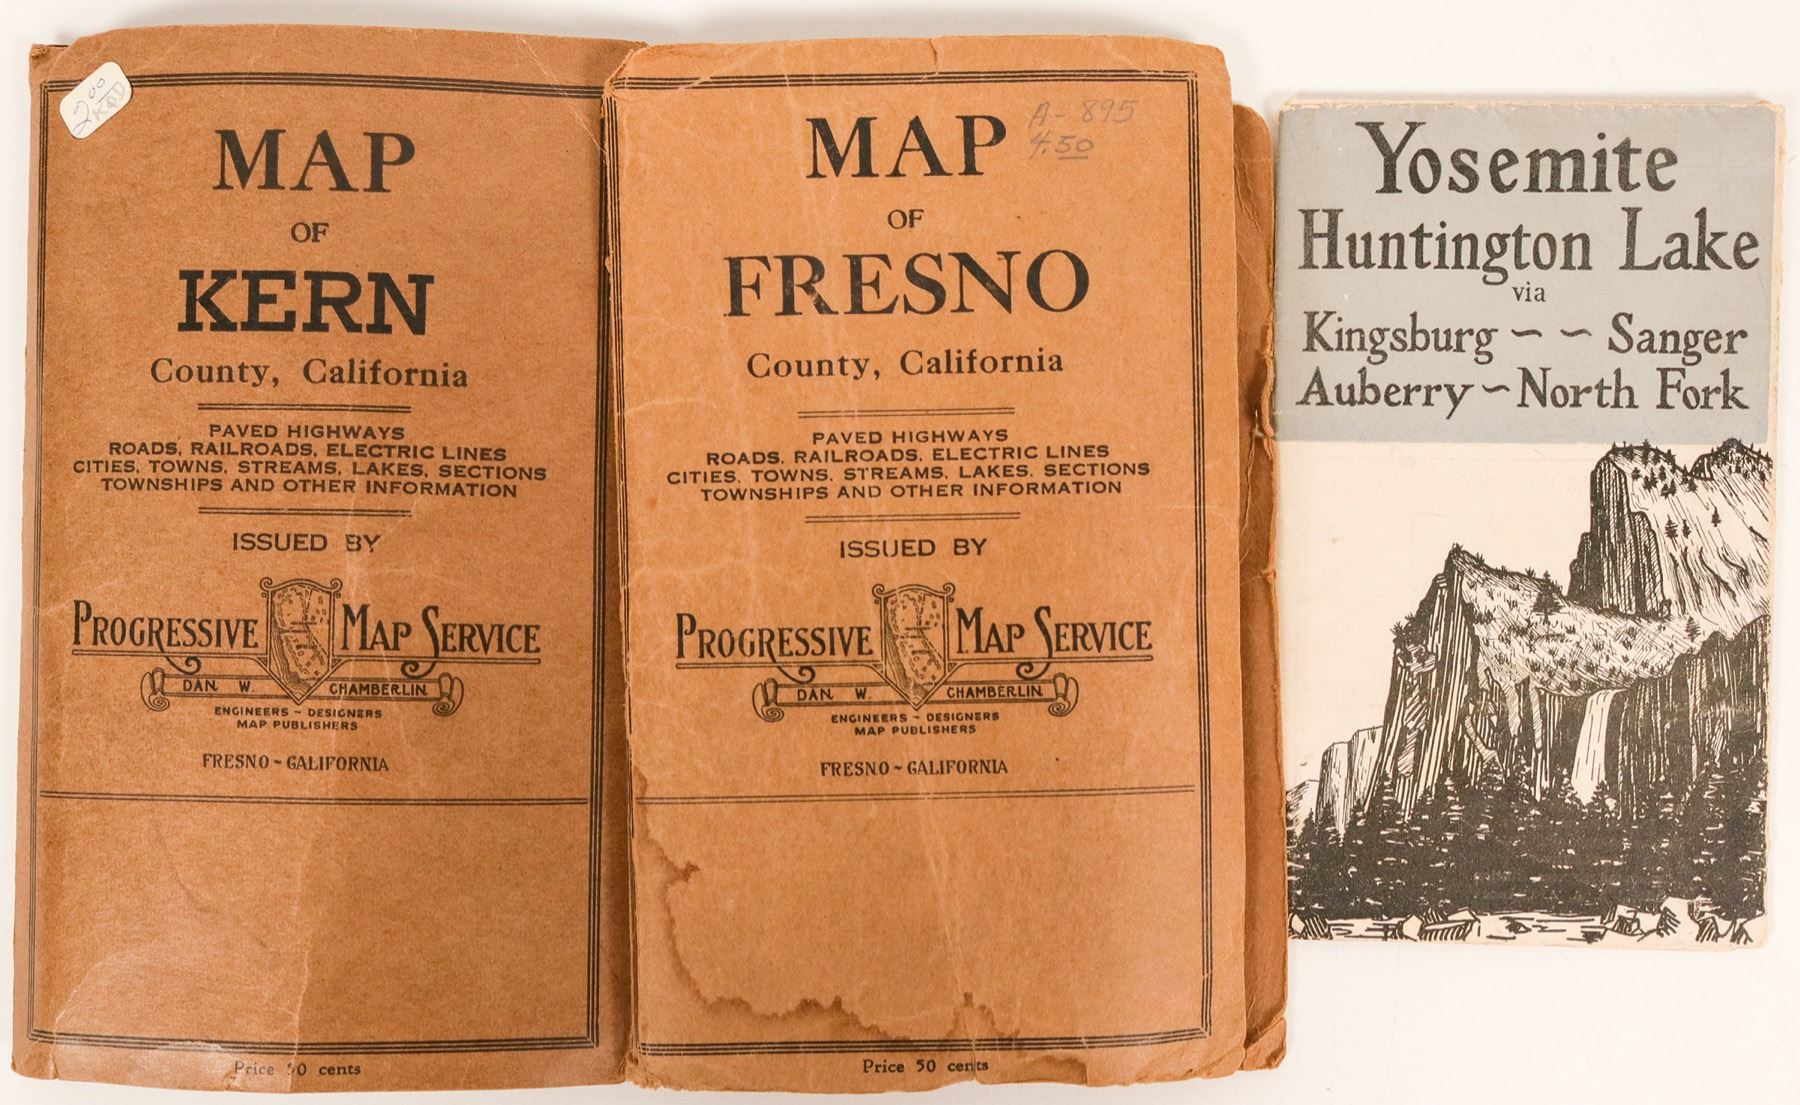 2 00
KDD
MAP
OF
KERN
County, California
PAVED HIGHWAYS
ROADS, RAILROADS, ELECTRIC LINES
CITIES, TOWNS, STREAMS, LAKES, SECTIONS
TOWNSHIPS AND OTHER INFORMATION
ISSUED BY
PROGRESSIVE MAP SERVICE
DAN W. CHAMBERLIN
ENGINEERS ~ DESIGNERS
MAP PUBLISHERS
FRESNO ~ CALIFORNIA
Price 50 cents
A-895
4.50
MAP
OF
FRESNO
County, California
PAVED HIGHWAYS
ROADS, RAILROADS, ELECTRIC LINES
CITIES, TOWNS, STREAMS, LAKES, SECTIONS
TOWNSHIPS AND OTHER INFORMATION
ISSUED BY
PROGRESSIVE MAP SERVICE
DAN W. CHAMBERLIN
ENGINEERS ~ DESIGNERS
MAP PUBLISHERS
FRESNO ~ CALIFORNIA
Price 50 cents
Yosemite
Huntington Lake
via
Kingsburg ~ ~ Sanger
Auberry ~ North Fork